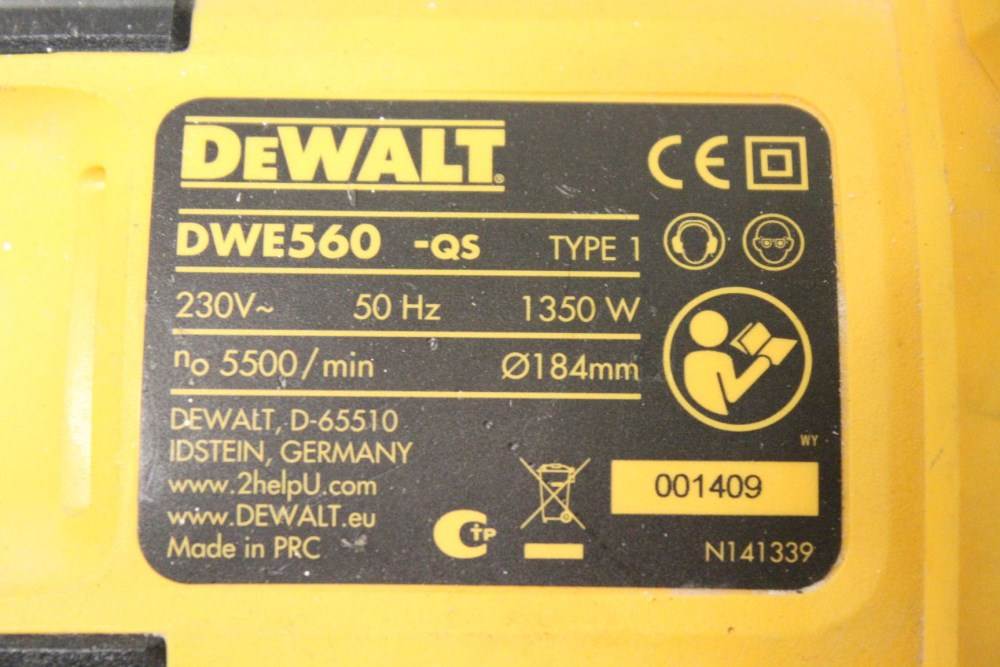 DEWALT®
CE
DWE560 -QS TYPE 1
230V~ 50 Hz 1350 W
n₀ 5500/min Ø184mm
DEWALT, D-65510
IDSTEIN, GERMANY
www.2helpU.com
www.DEWALT.eu
Made in PRC
CTP
WY
001409
N141339